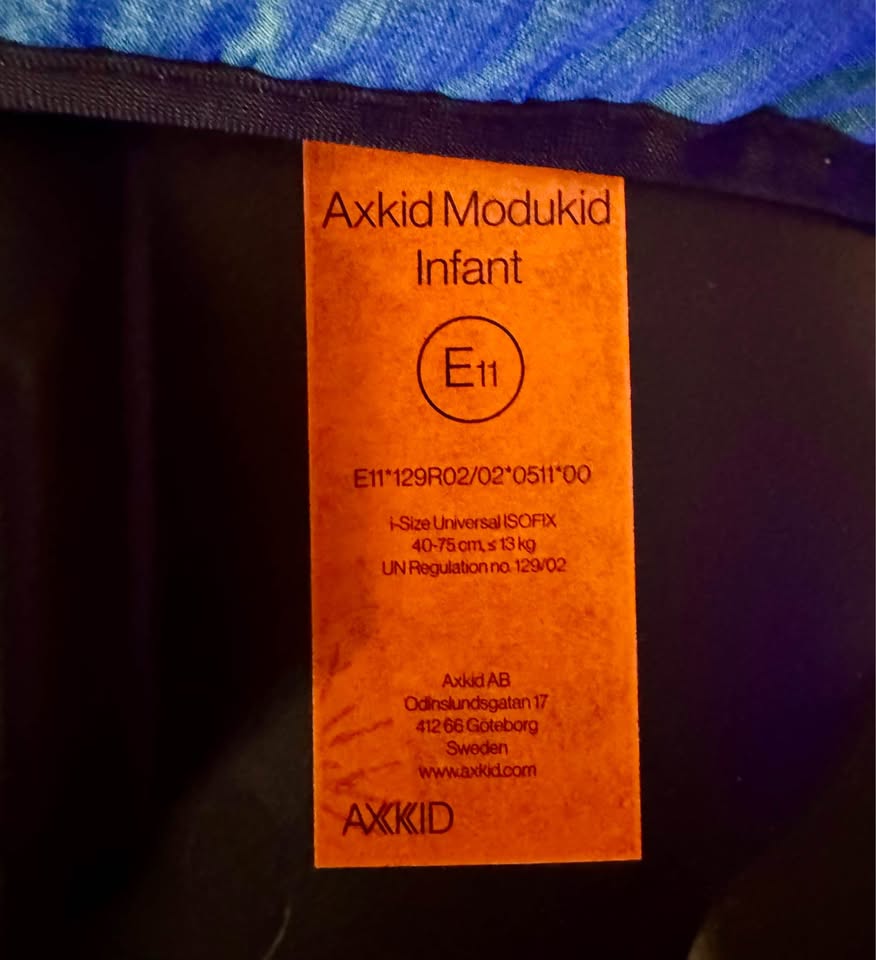 Axkid Modukid
Infant
E11
E11*129R02/02*0511*00
i-Size Universal ISOFIX
40-75 cm, ≤ 13 kg
UN Regulation no. 129/02
Axkid AB
Odinslundsgatan 17
412 66 Göteborg
Sweden
www.axkid.com
AXKID